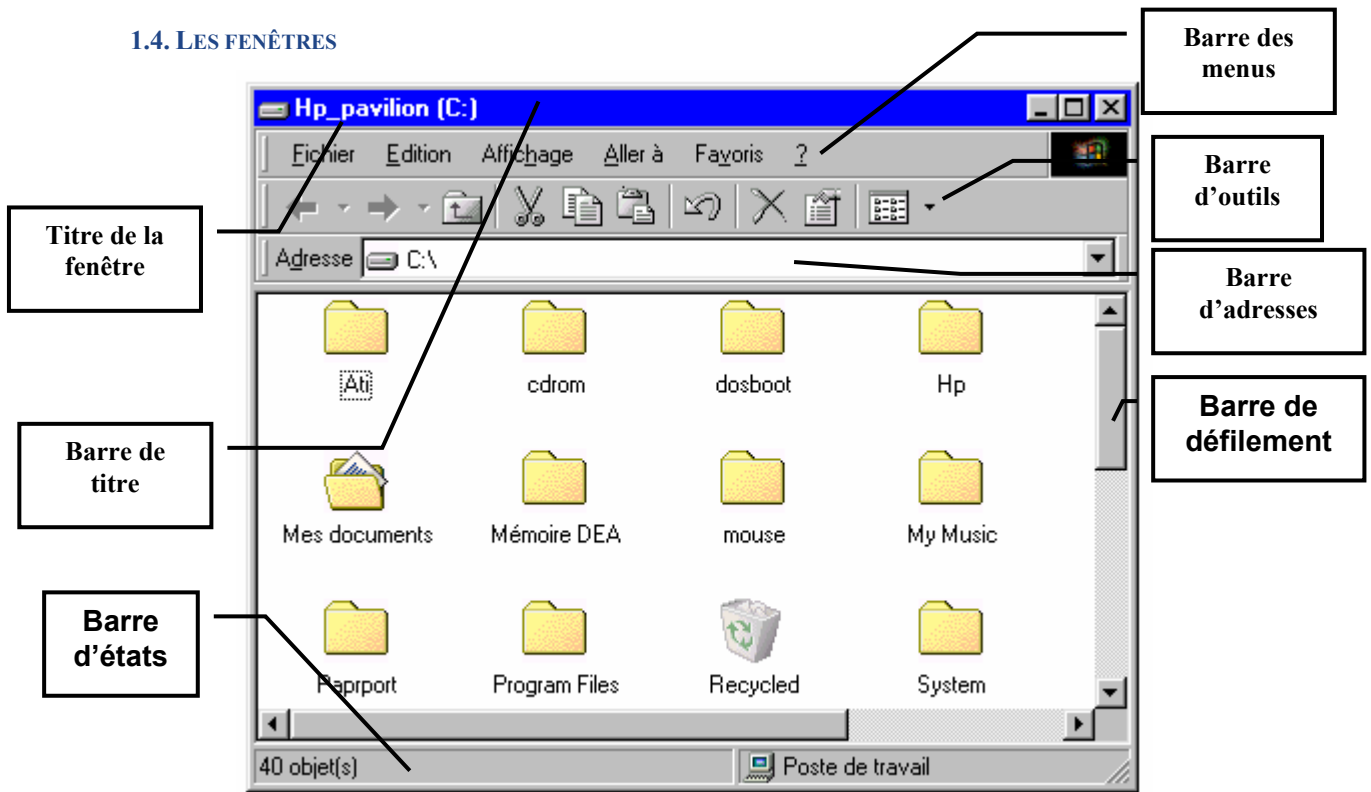 1.4. LES FENÊTRES
Barre des
menus
Hp_pavilion (C:)
Fichier Edition Affichage Aller à Favoris ?
Barre
d’outils
Titre de la
fenêtre
Adresse C:\
Barre
d’adresses
Ati cdrom dosboot Hp
Barre de
défilement
Barre de
titre
Mes documents Mémoire DEA mouse My Music
Barre
d’états
Paprport Program Files Recycled System
40 objet(s) Poste de travail